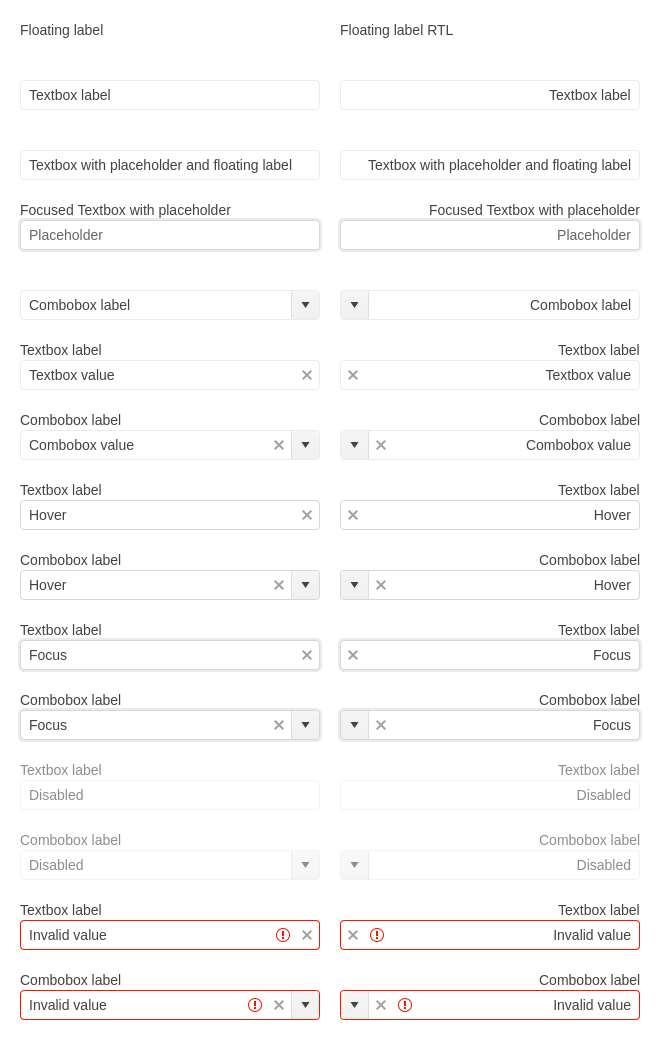 Floating label
Floating label RTL
Textbox label
Textbox label
Textbox with placeholder and floating label
Textbox with placeholder and floating label
Focused Textbox with placeholder
Focused Textbox with placeholder
Placeholder
Placeholder
Combobox label
Combobox label
Textbox label
Textbox label
Textbox value
Textbox value
Combobox label
Combobox label
Combobox value
Combobox value
Textbox label
Textbox label
Hover
Hover
Combobox label
Combobox label
Hover
Hover
Textbox label
Textbox label
Focus
Focus
Combobox label
Combobox label
Focus
Focus
Textbox label
Textbox label
Disabled
Disabled
Combobox label
Combobox label
Disabled
Disabled
Textbox label
Textbox label
Invalid value
Invalid value
Combobox label
Combobox label
Invalid value
Invalid value